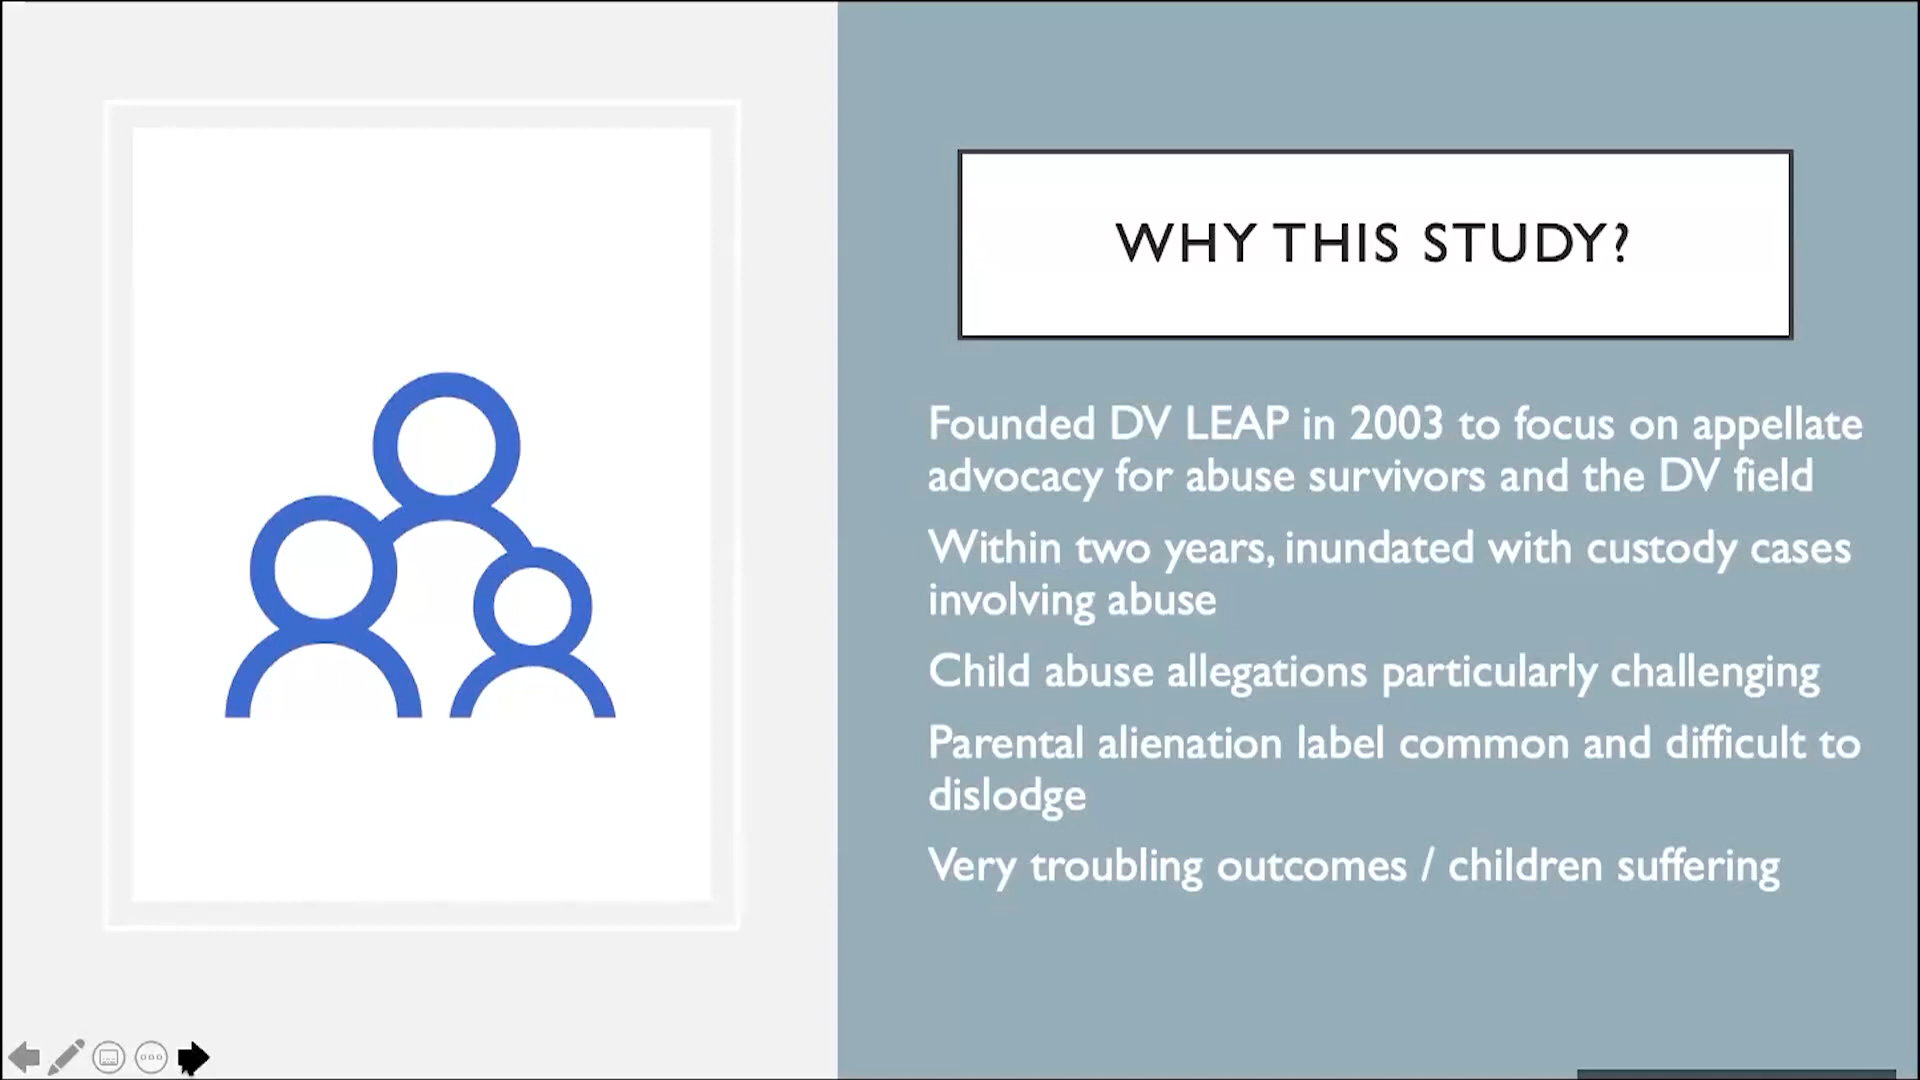 WHY THIS STUDY?
Founded DV LEAP in 2003 to focus on appellate
advocacy for abuse survivors and the DV field
Within two years, inundated with custody cases
involving abuse
Child abuse allegations particularly challenging
Parental alienation label common and difficult to
dislodge
Very troubling outcomes / children suffering